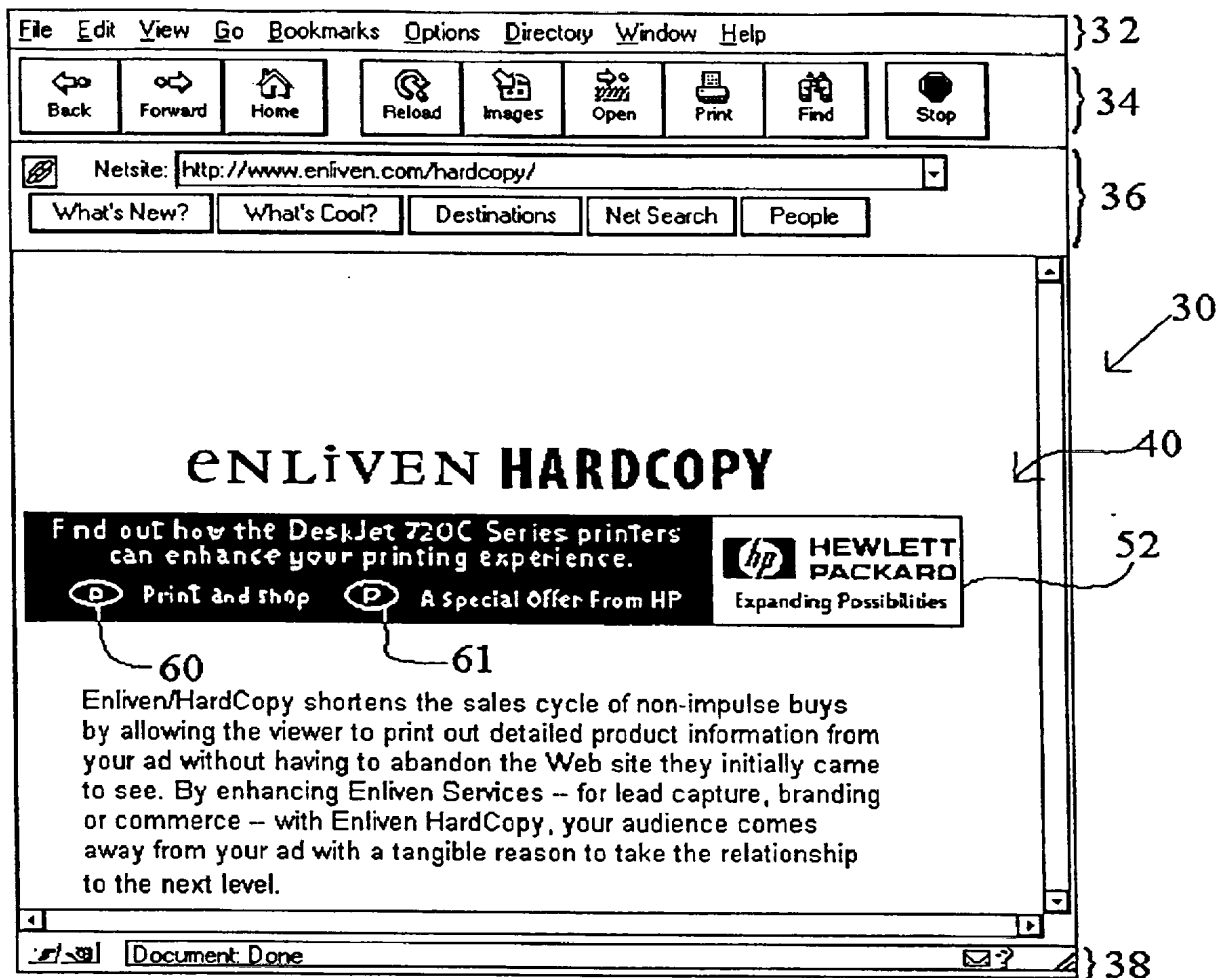 File Edit View Go Bookmarks Options Directory Window Help }32
Back Forward Home Reload Images Open Print Find Stop }34
Netsite: http://www.enliven.com/hardcopy/
What's New? What's Cool? Destinations Net Search People }36
30
40
eNLiVEN HARDCOPY
F nd out how the DeskJet 720C Series printers
can enhance your printing experience.
P Print and shop P A Special Offer From HP
hp HEWLETT
PACKARD
Expanding Possibilities
52
60 61
Enliven/HardCopy shortens the sales cycle of non-impulse buys
by allowing the viewer to print out detailed product information from
your ad without having to abandon the Web site they initially came
to see. By enhancing Enliven Services -- for lead capture, branding
or commerce -- with Enliven HardCopy, your audience comes
away from your ad with a tangible reason to take the relationship
to the next level.
Document: Done ? }38